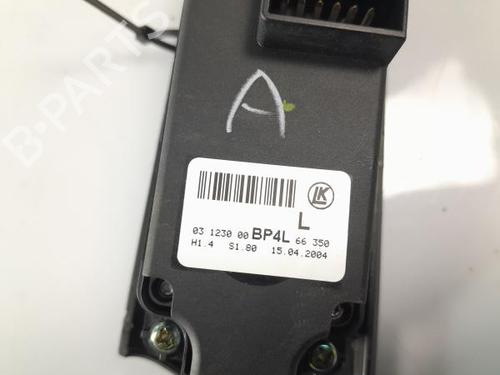 A
LK
L
03 1230.00 BP4L 66 350
H1.4 S1.80 15.04.2004
B-PARTS